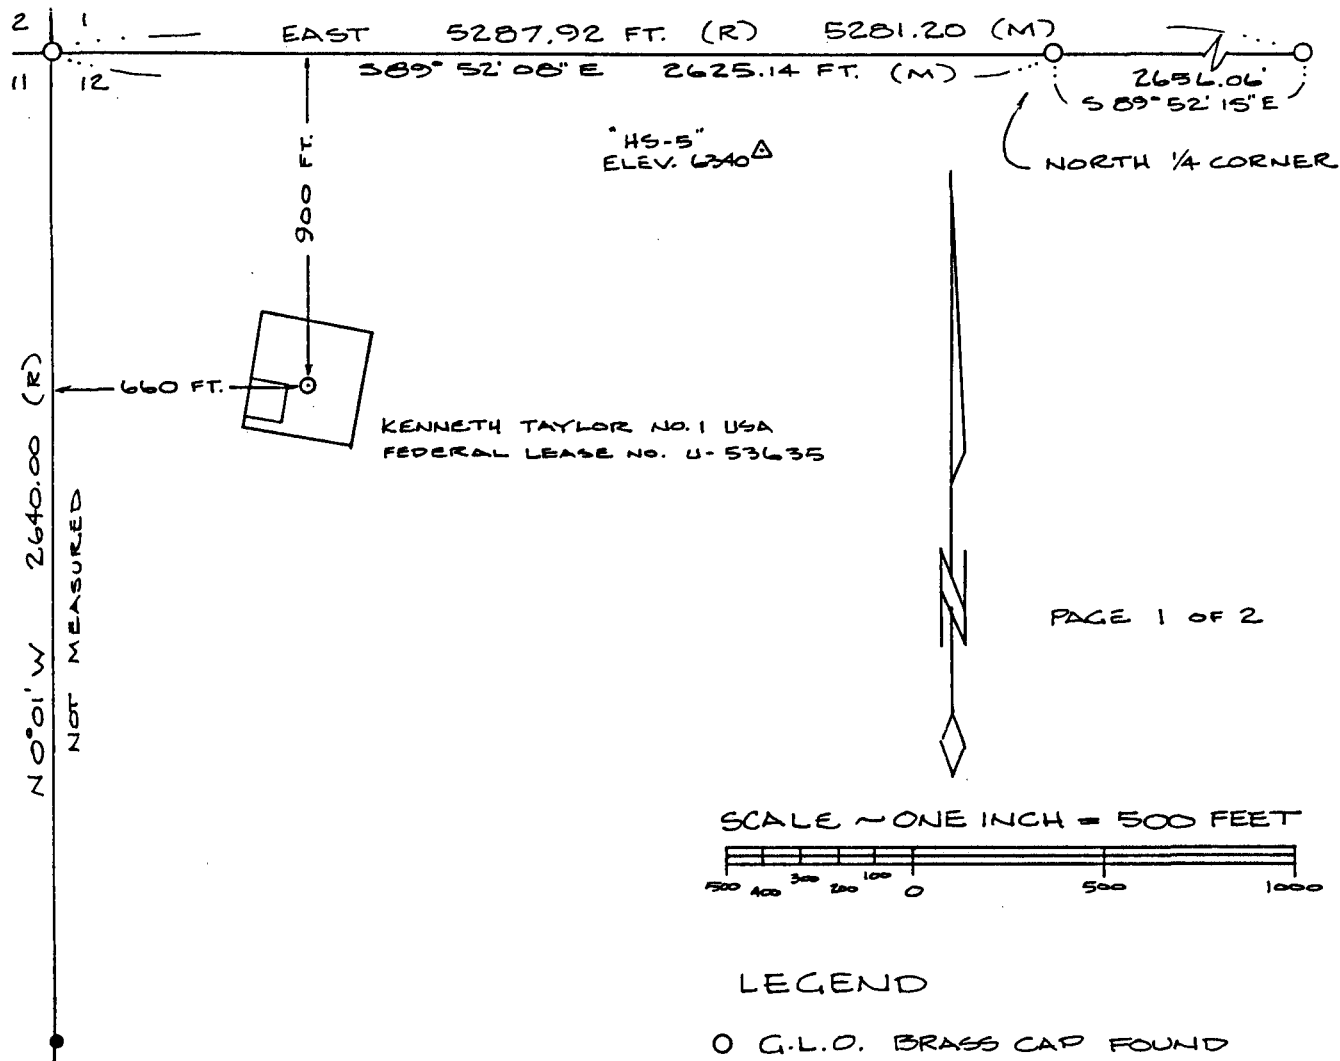 2 1
11 12
EAST 5287.92 FT. (R) 5281.20 (M)
S89° 52' 08" E 2625.14 FT. (M)
2656.06'
S 89° 52' 15" E
NORTH 1/4 CORNER
"HS-5"
ELEV. 6340
900 FT.
660 FT.
KENNETH TAYLOR NO. 1 USA
FEDERAL LEASE NO. U-53635
N 0° 01' W 2640.00 (R)
NOT MEASURED
N
PAGE 1 OF 2
SCALE ~ ONE INCH = 500 FEET
500 400 300 200 100 0 500 1000
LEGEND
G.L.O. BRASS CAP FOUND